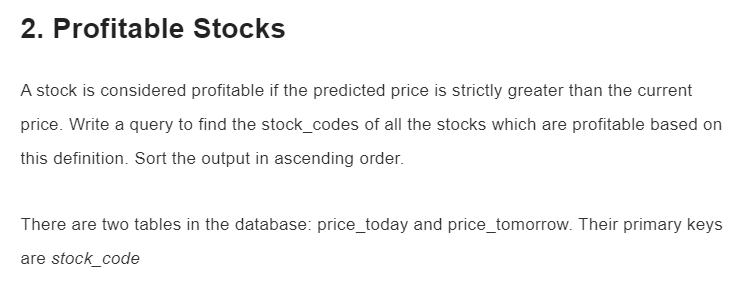 2. Profitable Stocks
A stock is considered profitable if the predicted price is strictly greater than the current
price. Write a query to find the stock_codes of all the stocks which are profitable based on
this definition. Sort the output in ascending order.
There are two tables in the database: price_today and price_tomorrow. Their primary keys
are stock_code